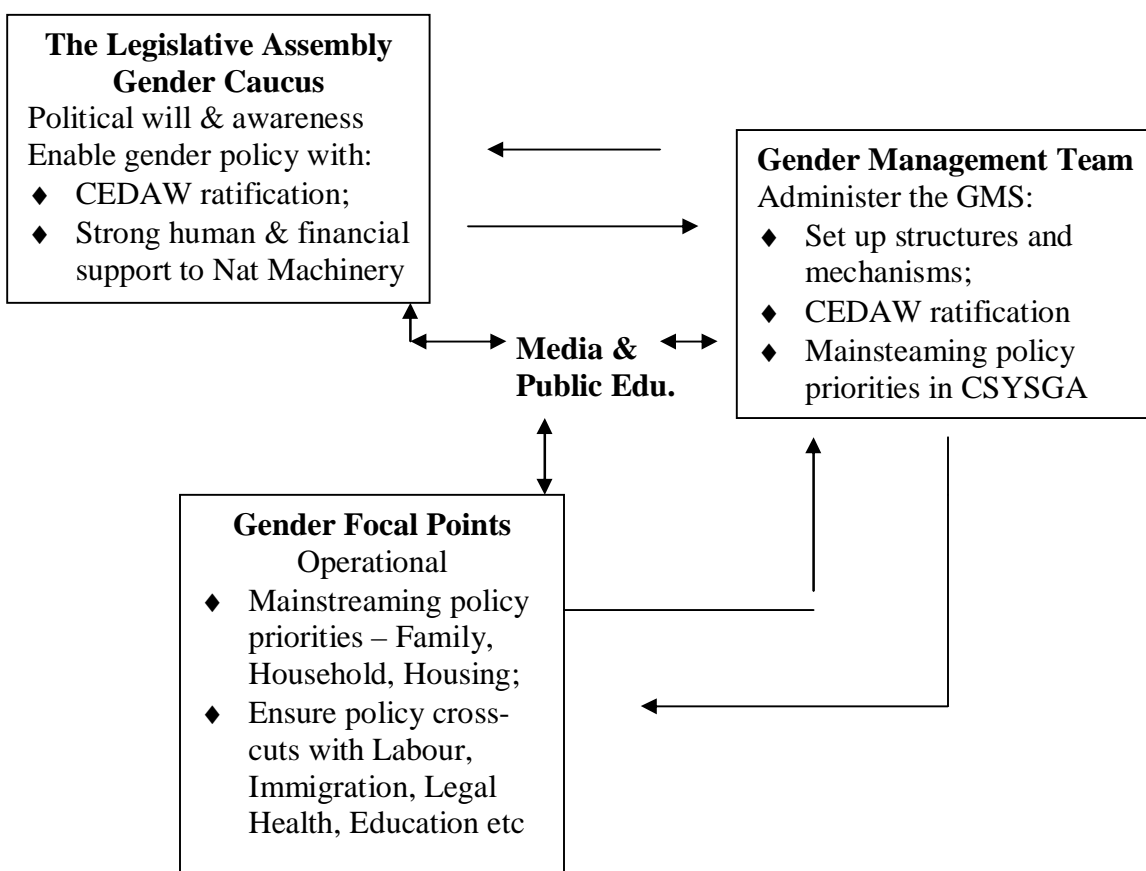 The Legislative Assembly
Gender Caucus
Political will & awareness
Enable gender policy with:
♦ CEDAW ratification;
♦ Strong human & financial
support to Nat Machinery
Gender Management Team
Administer the GMS:
♦ Set up structures and
mechanisms;
♦ CEDAW ratification
♦ Mainsteaming policy
priorities in CSYSGA
Media &
Public Edu.
Gender Focal Points
Operational
♦ Mainstreaming policy
priorities – Family,
Household, Housing;
♦ Ensure policy cross-
cuts with Labour,
Immigration, Legal
Health, Education etc